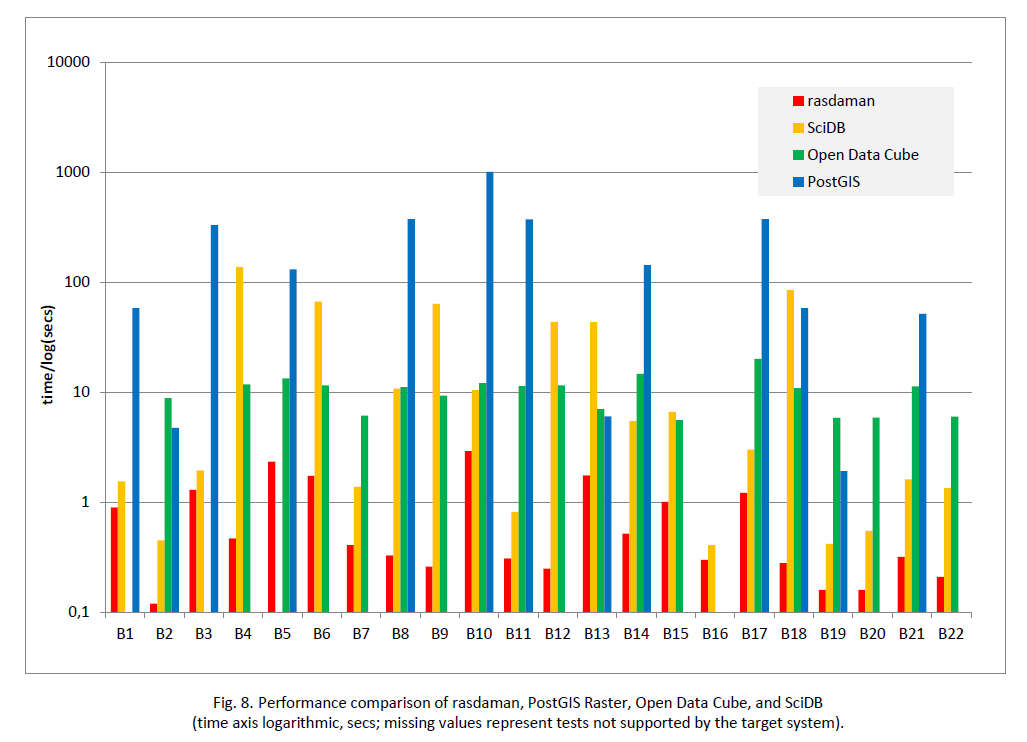 10000
1000
100
10
1
0,1
time/log(secs)
rasdaman
SciDB
Open Data Cube
PostGIS
B1 B2 B3 B4 B5 B6 B7 B8 B9 B10 B11 B12 B13 B14 B15 B16 B17 B18 B19 B20 B21 B22
Fig. 8. Performance comparison of rasdaman, PostGIS Raster, Open Data Cube, and SciDB
(time axis logarithmic, secs; missing values represent tests not supported by the target system).